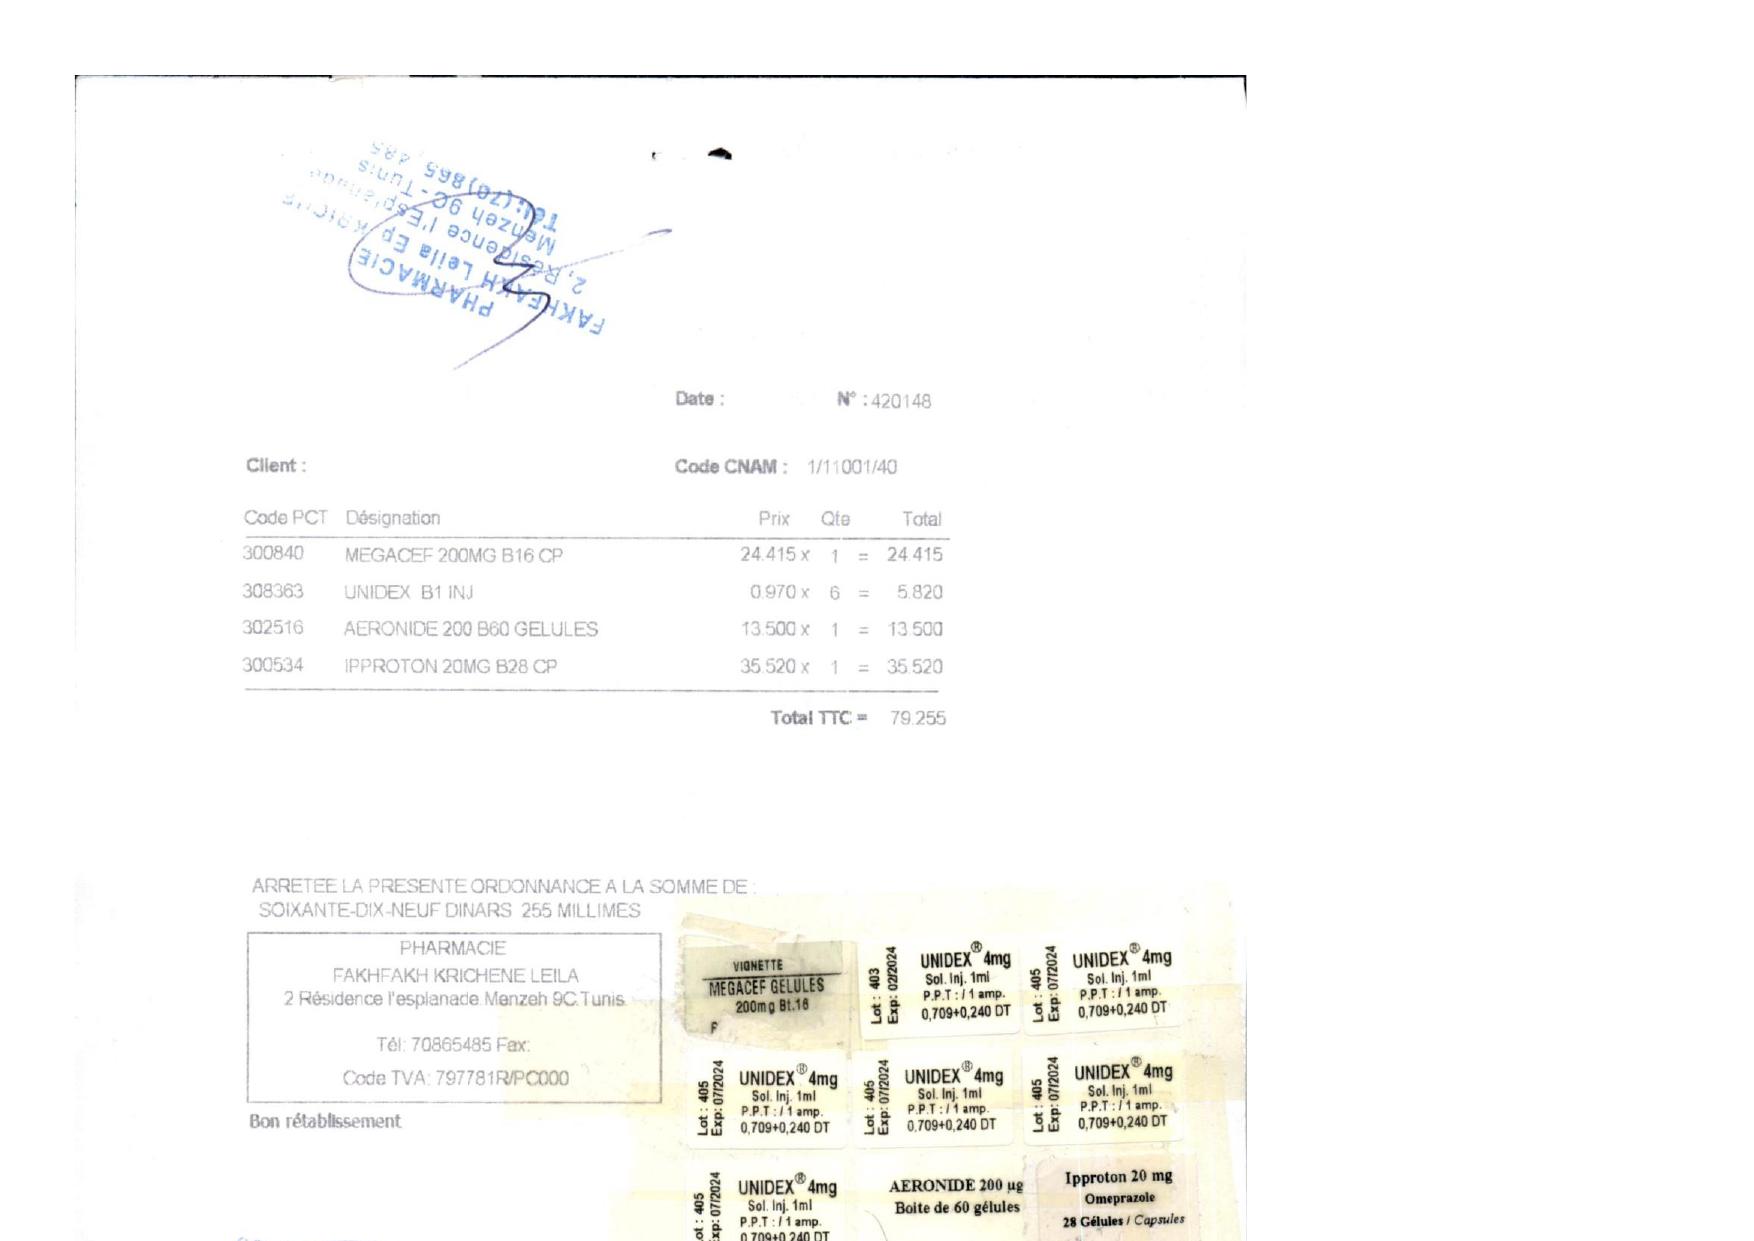 PHARMACIE
FAKHFAKH Leila Ep KRICHE
2, Résidence l'Esplanade
Menzeh 9C - Tunis
Tél: (70) 865 485
Date : N° : 420148
Client : Code CNAM : 1/11001/40
Code PCT Désignation Prix Qte Total
300840 MEGACEF 200MG B16 CP 24.415 x 1 = 24.415
308363 UNIDEX B1 INJ 0.970 x 6 = 5.820
302516 AERONIDE 200 B60 GELULES 13.500 x 1 = 13.500
300534 IPPROTON 20MG B28 CP 35.520 x 1 = 35.520
Total TTC = 79.255
ARRETEE LA PRESENTE ORDONNANCE A LA SOMME DE :
SOIXANTE-DIX-NEUF DINARS 255 MILLIMES
PHARMACIE
FAKHFAKH KRICHENE LEILA
2 Résidence l'esplanade Menzeh 9C Tunis
Tél: 70865485 Fax:
Code TVA: 797781R/PC000
Bon rétablissement
VIGNETTE
MEGACEF GELULES
200mg Bt.16
P
Lot : 403
Exp: 02/2024
UNIDEX® 4mg
Sol. Inj. 1ml
P.P.T : / 1 amp.
0,709+0,240 DT
Lot : 405
Exp: 07/2024
UNIDEX® 4mg
Sol. Inj. 1ml
P.P.T : / 1 amp.
0,709+0,240 DT
Lot : 405
Exp: 07/2024
UNIDEX® 4mg
Sol. Inj. 1ml
P.P.T : / 1 amp.
0,709+0,240 DT
Lot : 405
Exp: 07/2024
UNIDEX® 4mg
Sol. Inj. 1ml
P.P.T : / 1 amp.
0,709+0,240 DT
Lot : 405
Exp: 07/2024
UNIDEX® 4mg
Sol. Inj. 1ml
P.P.T : / 1 amp.
0,709+0,240 DT
Lot : 405
Exp: 07/2024
UNIDEX® 4mg
Sol. Inj. 1ml
P.P.T : / 1 amp.
0,709+0,240 DT
AERONIDE 200 µg
Boite de 60 gélules
Ipproton 20 mg
Omeprazole
28 Gélules / Capsules